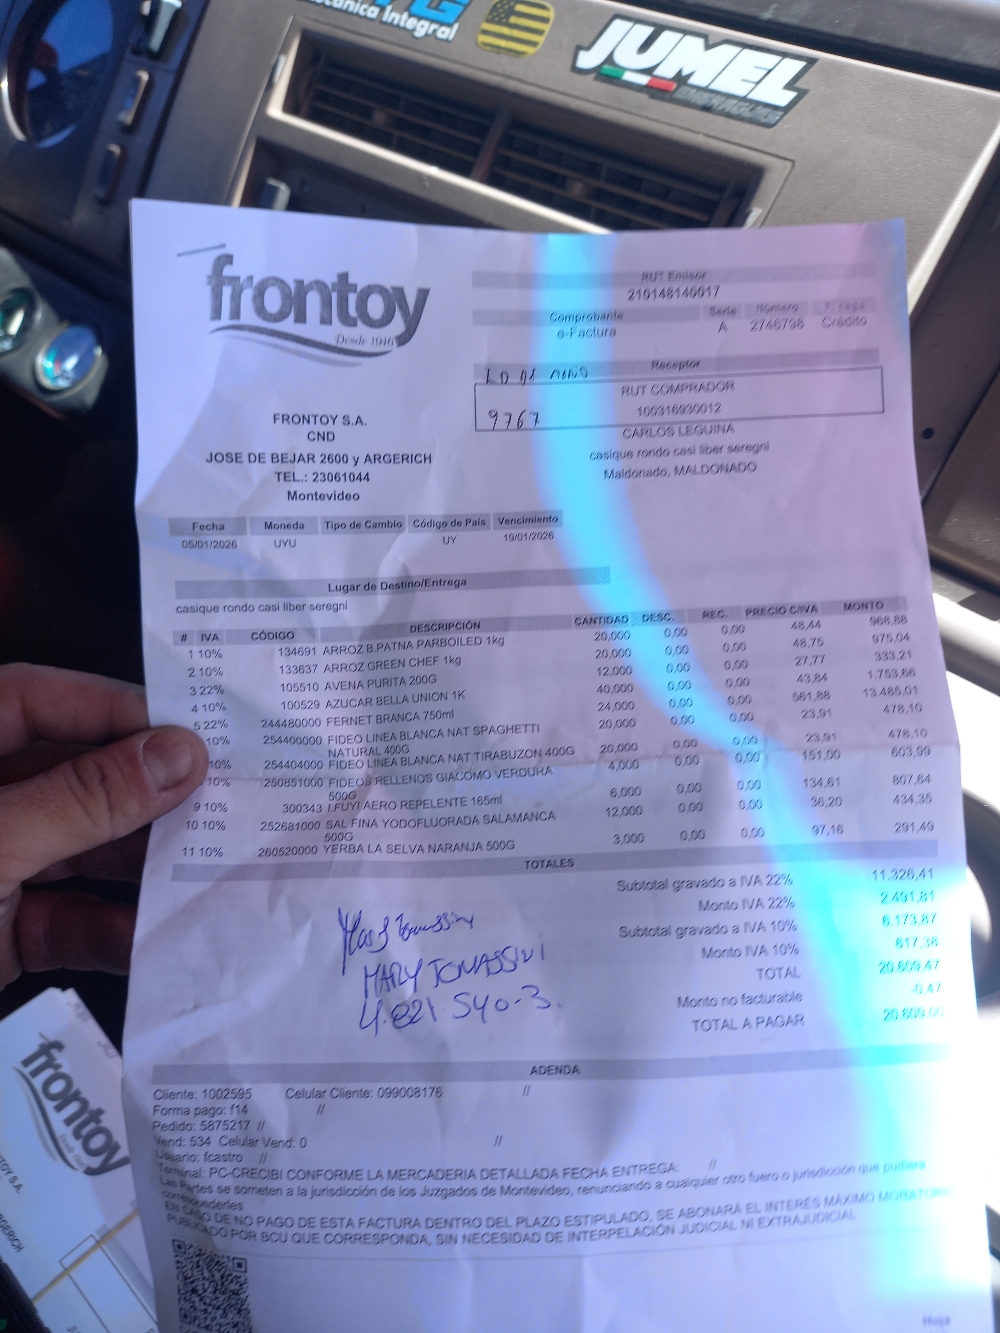 Mecánica Integral
JUMEL
frontoy
Desde 1946
RUT Emisor
210148140017
Comprobante Serie Número F. pago
e-Factura A 2746798 Crédito
Receptor
LO DE
RUT COMPRADOR
9767
100316930012
CARLOS LEGUINA
casique rondo casi liber seregni
Maldonado, MALDONADO
FRONTOY S.A.
CND
JOSE DE BEJAR 2600 y ARGERICH
TEL.: 23061044
Montevideo
Fecha Moneda Tipo de Cambio Código de País Vencimiento
05/01/2026 UYU UY 19/01/2026
Lugar de Destino/Entrega
casique rondo casi liber seregni
# IVA CÓDIGO DESCRIPCIÓN CANTIDAD DESC. REC. PRECIO C/IVA MONTO
1 10% 134691 ARROZ B.PATNA PARBOILED 1kg 20,000 0,00 0,00 48,44 968,88
2 10% 133637 ARROZ GREEN CHEF 1kg 20,000 0,00 0,00 48,75 975,04
3 22% 105510 AVENA PURITA 200G 12,000 0,00 0,00 27,77 333,21
4 10% 100529 AZUCAR BELLA UNION 1K 40,000 0,00 0,00 43,84 1.753,66
5 22% 244480000 FERNET BRANCA 750ml 24,000 0,00 0,00 561,88 13.485,01
10% 254400000 FIDEO LINEA BLANCA NAT SPAGHETTI 20,000 0,00 0,00 23,91 478,10
NATURAL 400G
10% 254404000 FIDEO LINEA BLANCA NAT TIRABUZON 400G 20,000 0,00 0,00 23,91 478,10
10% 250851000 FIDEOS RELLENOS GIACOMO VERDURA 4,000 0,00 0,00 151,00 603,99
500G
9 10% 300343 I.FUYI AERO REPELENTE 165ml 6,000 0,00 0,00 134,61 807,64
10 10% 252681000 SAL FINA YODOFLUORADA SALAMANCA 12,000 0,00 0,00 36,20 434,35
500G
11 10% 260520000 YERBA LA SELVA NARANJA 500G 3,000 0,00 0,00 97,16 291,49
TOTALES
Subtotal gravado a IVA 22% 11.326,41
Monto IVA 22% 2.491,81
Subtotal gravado a IVA 10% 6.173,87
Monto IVA 10% 617,38
TOTAL 20.609,47
Monto no facturable -0,47
TOTAL A PAGAR 20.609,00
MARY TOMASSINI
4.821.540-3.
ADENDA
Cliente: 1002595 Celular Cliente: 099008176 //
Forma pago: f14 //
Pedido: 5875217 //
Vend: 534 Celular Vend: 0 //
Usuario: fcastro //
Terminal: PC-CRECIBI CONFORME LA MERCADERIA DETALLADA FECHA ENTREGA: //
Las Partes se someten a la jurisdicción de los Juzgados de Montevideo, renunciando a cualquier otro fuero o jurisdicción que pudiera
corresponderles
EN CASO DE NO PAGO DE ESTA FACTURA DENTRO DEL PLAZO ESTIPULADO, SE ABONARÁ EL INTERÉS MÁXIMO MORATORIO
PUBLICADO POR BCU QUE CORRESPONDA, SIN NECESIDAD DE INTERPELACIÓN JUDICIAL NI EXTRAJUDICIAL
Hoja
frontoy